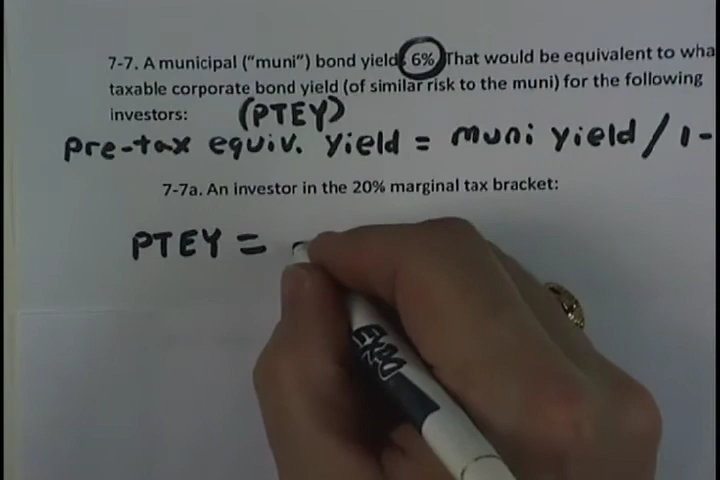 7-7. A municipal ("muni") bond yield 6% That would be equivalent to
taxable corporate bond yield (of similar risk to the muni) for the following
investors: (PTEY)
pre-tax equiv. yield = muni yield / 1-
7-7a. An investor in the 20% marginal tax bracket:
PTEY =
EXPO